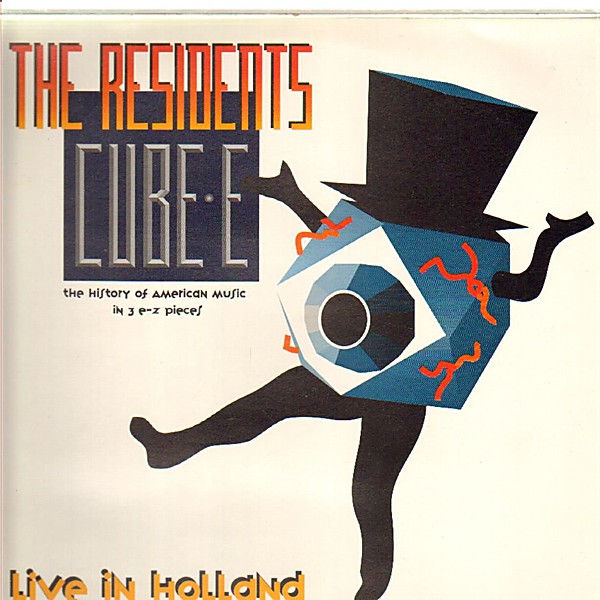 THE RESIDENTS
CUBE·E
the History of American Music
in 3 e-z pieces
Live in Holland